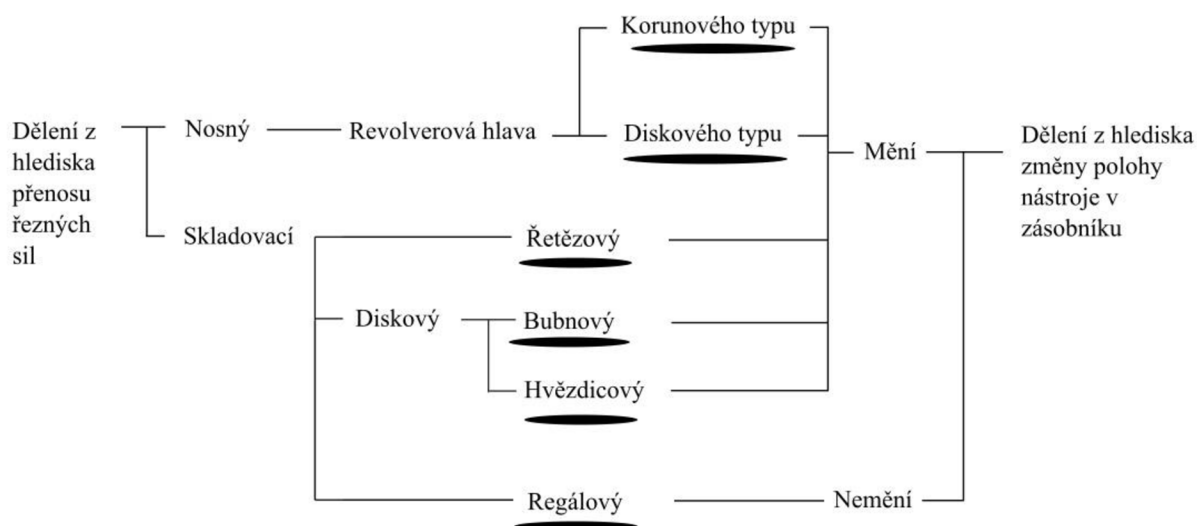 Korunového typu
Dělení z
hlediska
přenosu
řezných
sil
Nosný
Revolverová hlava
Diskového typu
Mění
Dělení z hlediska
změny polohy
nástroje v
zásobníku
Skladovací
Řetězový
Diskový
Bubnový
Hvězdicový
Regálový
Nemění